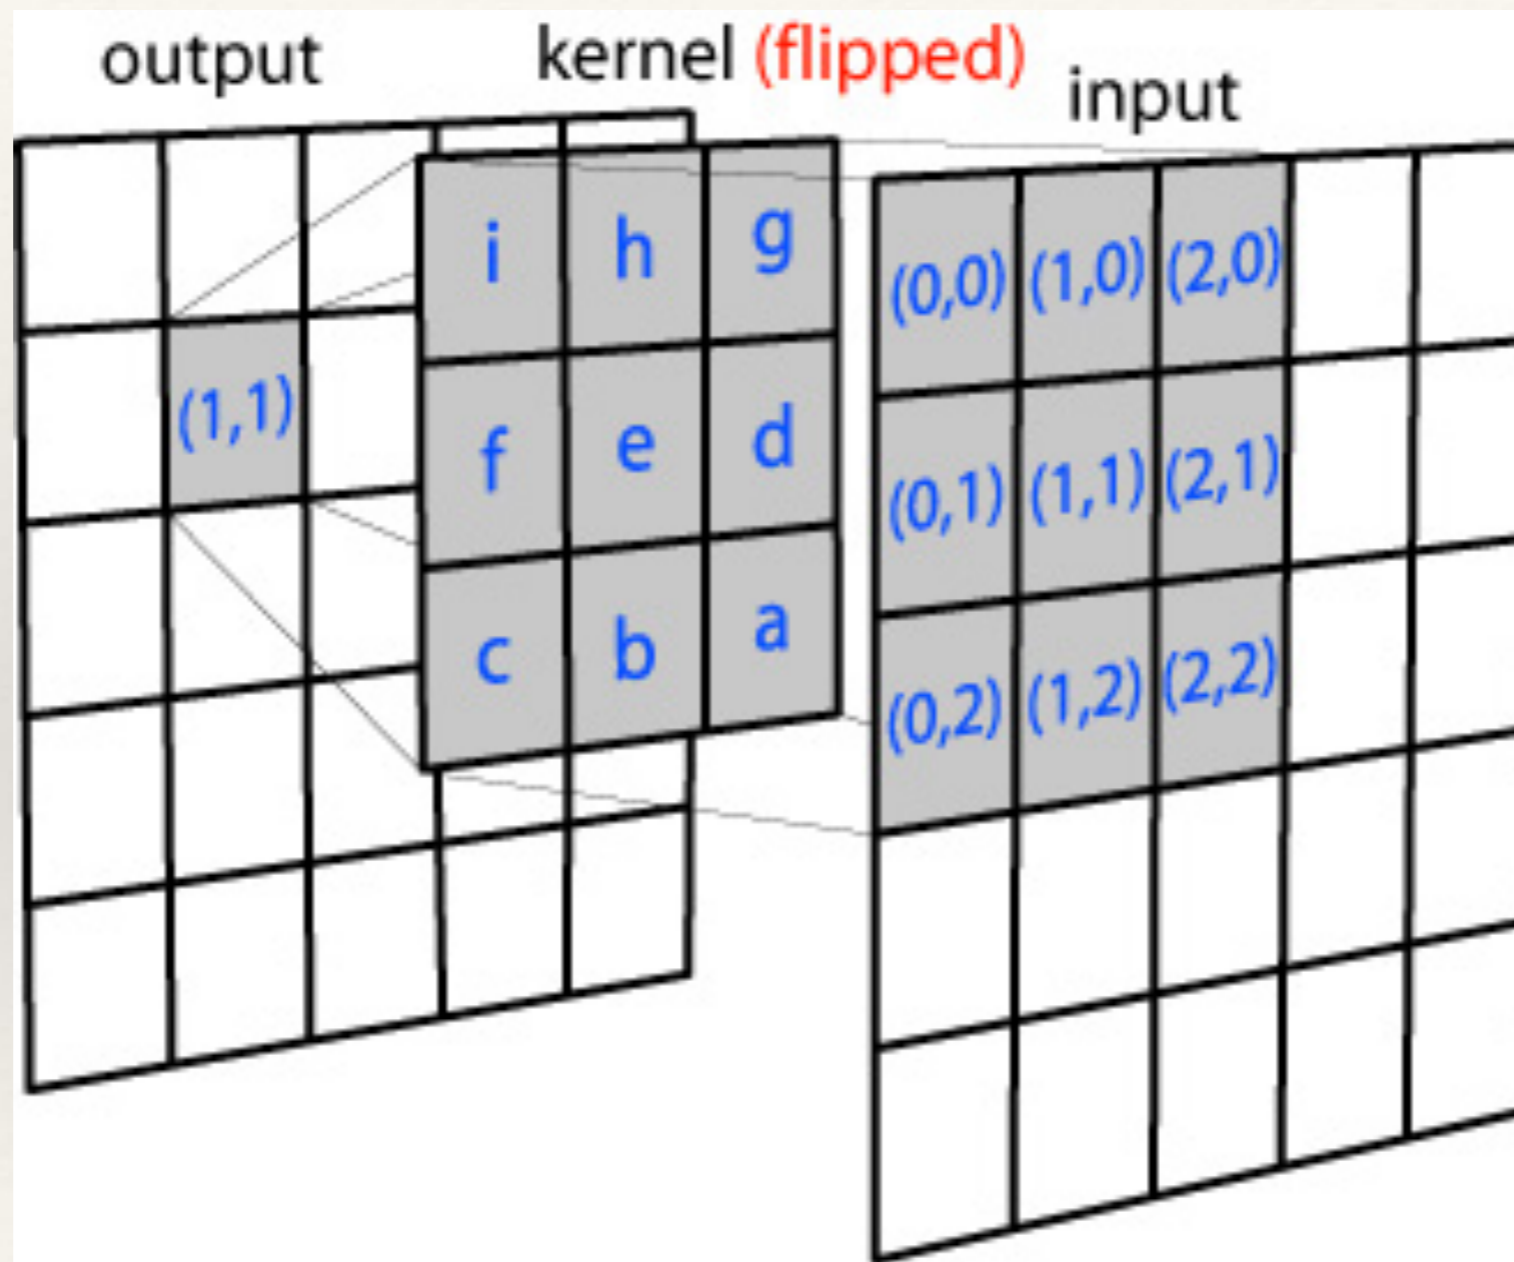 output
kernel (flipped)
input
(1,1)
i h g
f e d
c b a
(0,0) (1,0) (2,0)
(0,1) (1,1) (2,1)
(0,2) (1,2) (2,2)